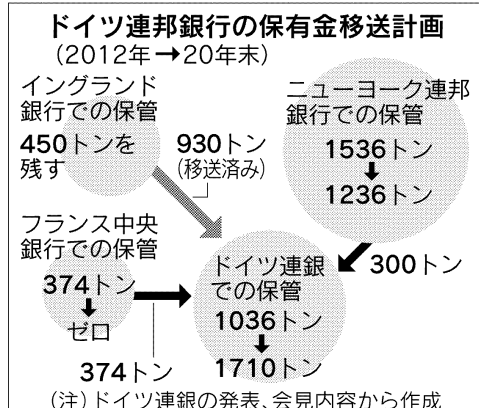 ドイツ連邦銀行の保有金移送計画
（2012年➞20年末）
イングランド
銀行での保管
450トンを
残す
930トン
（移送済み）
ニューヨーク連邦
銀行での保管
1536トン
1236トン
フランス中央
銀行での保管
374トン
ゼロ
374トン
ドイツ連銀
での保管
1036トン
1710トン
300トン
（注）ドイツ連銀の発表、会見内容から作成